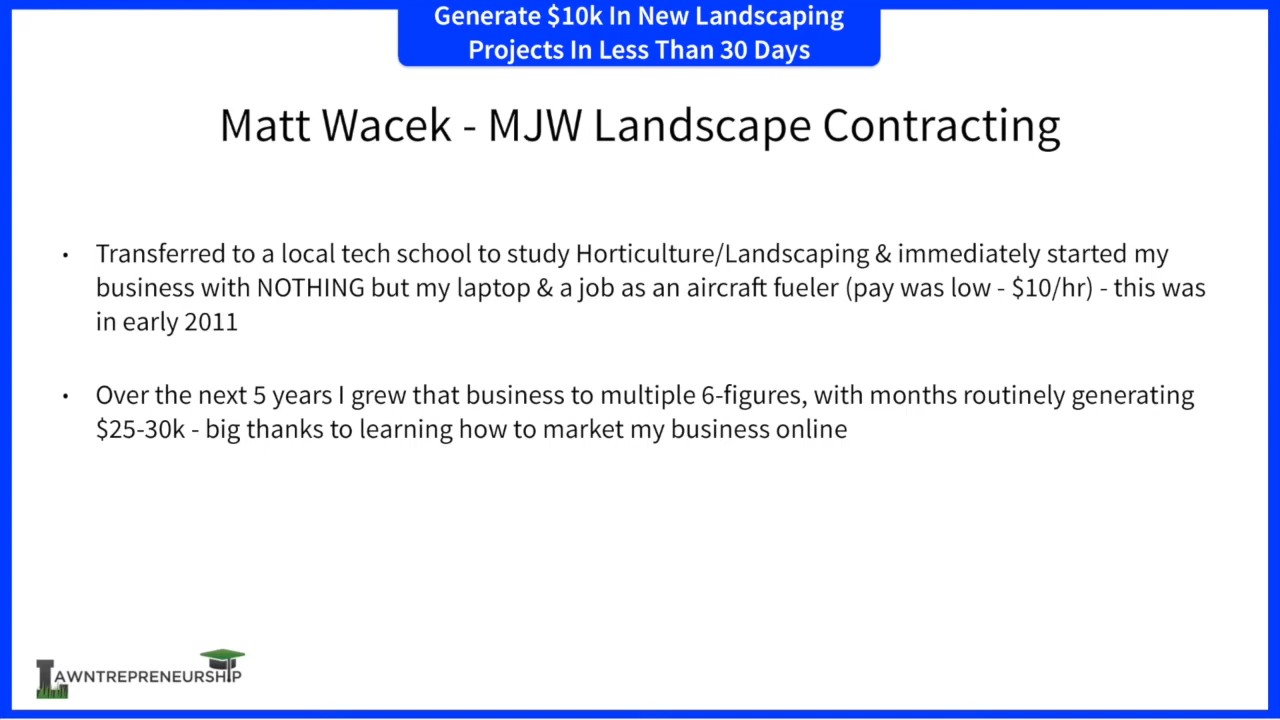 Generate $10k In New Landscaping
Projects In Less Than 30 Days
Matt Wacek - MJW Landscape Contracting
• Transferred to a local tech school to study Horticulture/Landscaping & immediately started my
business with NOTHING but my laptop & a job as an aircraft fueler (pay was low - $10/hr) - this was
in early 2011
• Over the next 5 years I grew that business to multiple 6-figures, with months routinely generating
$25-30k - big thanks to learning how to market my business online
LAWNTREPRENEURSHIP